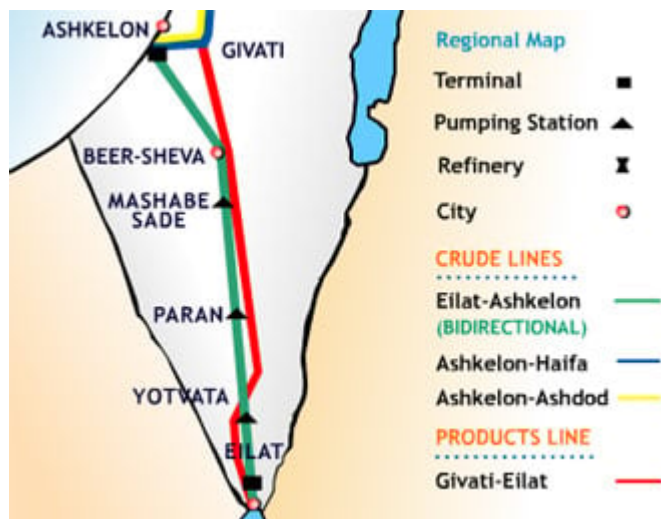 ASHKELON
GIVATI
BEER-SHEVA
MASHABE
SADE
PARAN
YOTVATA
EILAT
Regional Map
Terminal
Pumping Station
Refinery
City
CRUDE LINES
Eilat-Ashkelon
(BIDIRECTIONAL)
Ashkelon-Haifa
Ashkelon-Ashdod
PRODUCTS LINE
Givati-Eilat